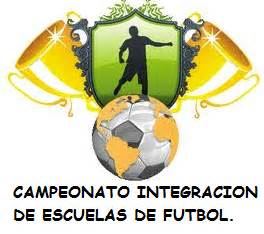 CAMPEONATO INTEGRACION
DE ESCUELAS DE FUTBOL.